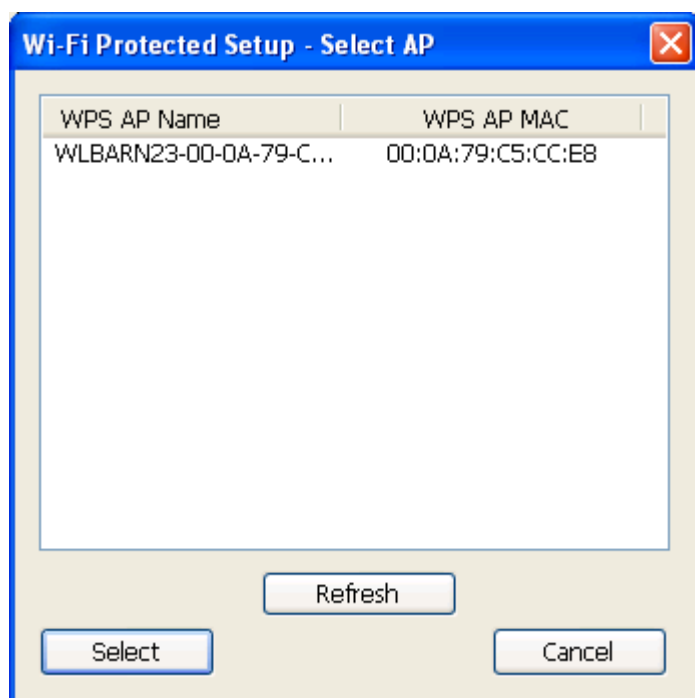 Wi-Fi Protected Setup - Select AP
WPS AP Name WPS AP MAC
WLBARN23-00-0A-79-C... 00:0A:79:C5:CC:E8
Refresh
Select Cancel